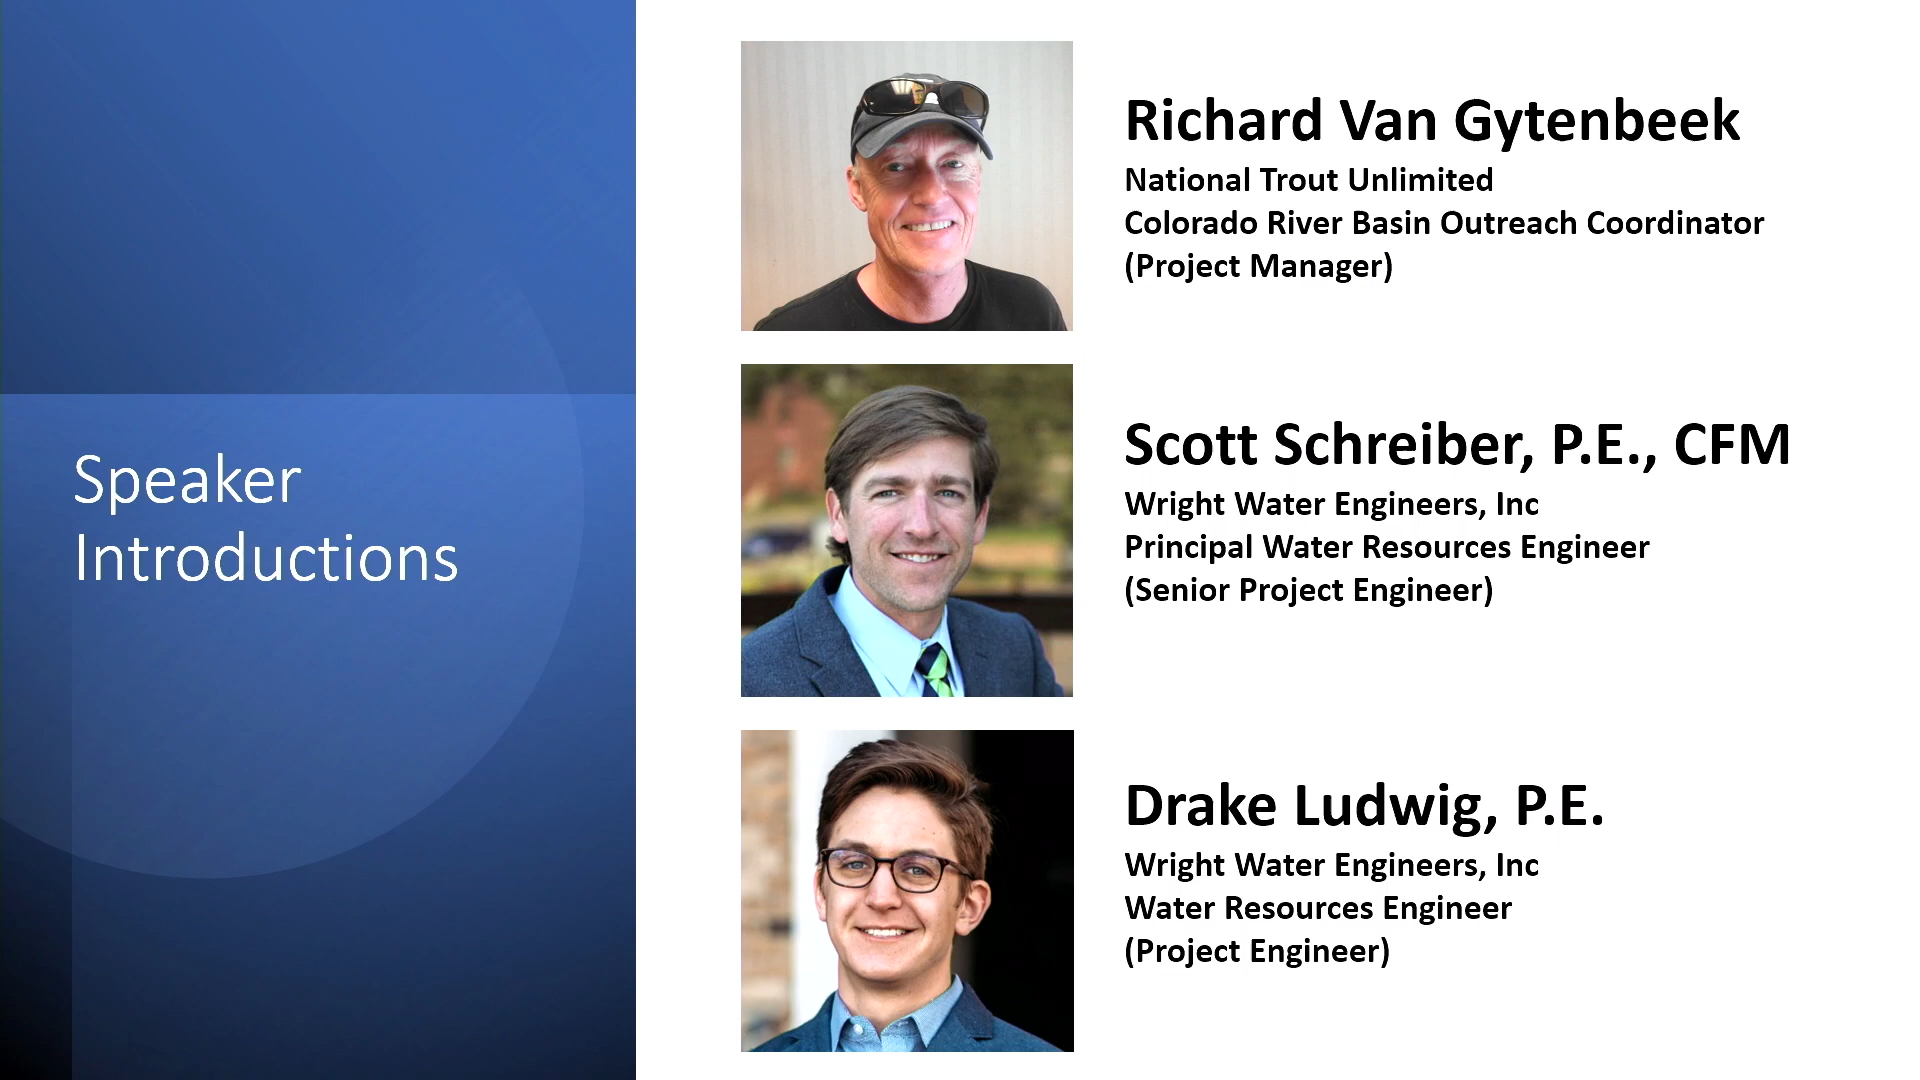 Speaker
Introductions
Richard Van Gytenbeek
National Trout Unlimited
Colorado River Basin Outreach Coordinator
(Project Manager)
Scott Schreiber, P.E., CFM
Wright Water Engineers, Inc
Principal Water Resources Engineer
(Senior Project Engineer)
Drake Ludwig, P.E.
Wright Water Engineers, Inc
Water Resources Engineer
(Project Engineer)